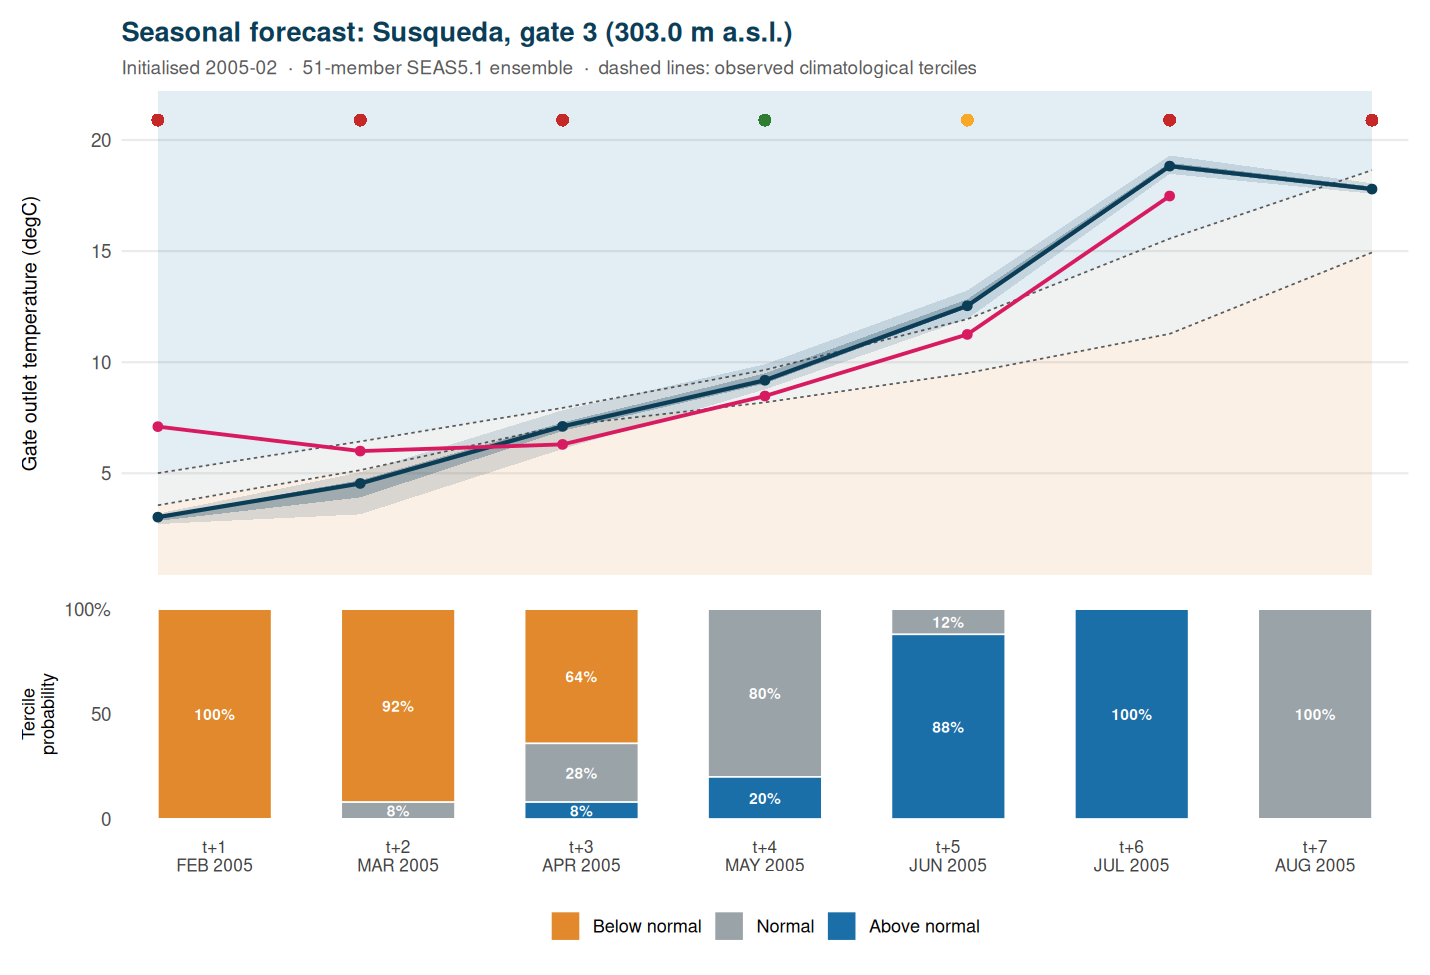 Seasonal forecast: Susqueda, gate 3 (303.0 m a.s.l.)
Initialised 2005-02 · 51-member SEAS5.1 ensemble · dashed lines: observed climatological terciles
Gate outlet temperature (degC)
20
15
10
5
Tercile
probability
100%
50
0
100%
92%
8%
64%
28%
8%
80%
20%
12%
88%
100%
100%
t+1
FEB 2005
t+2
MAR 2005
t+3
APR 2005
t+4
MAY 2005
t+5
JUN 2005
t+6
JUL 2005
t+7
AUG 2005
Below normal
Normal
Above normal